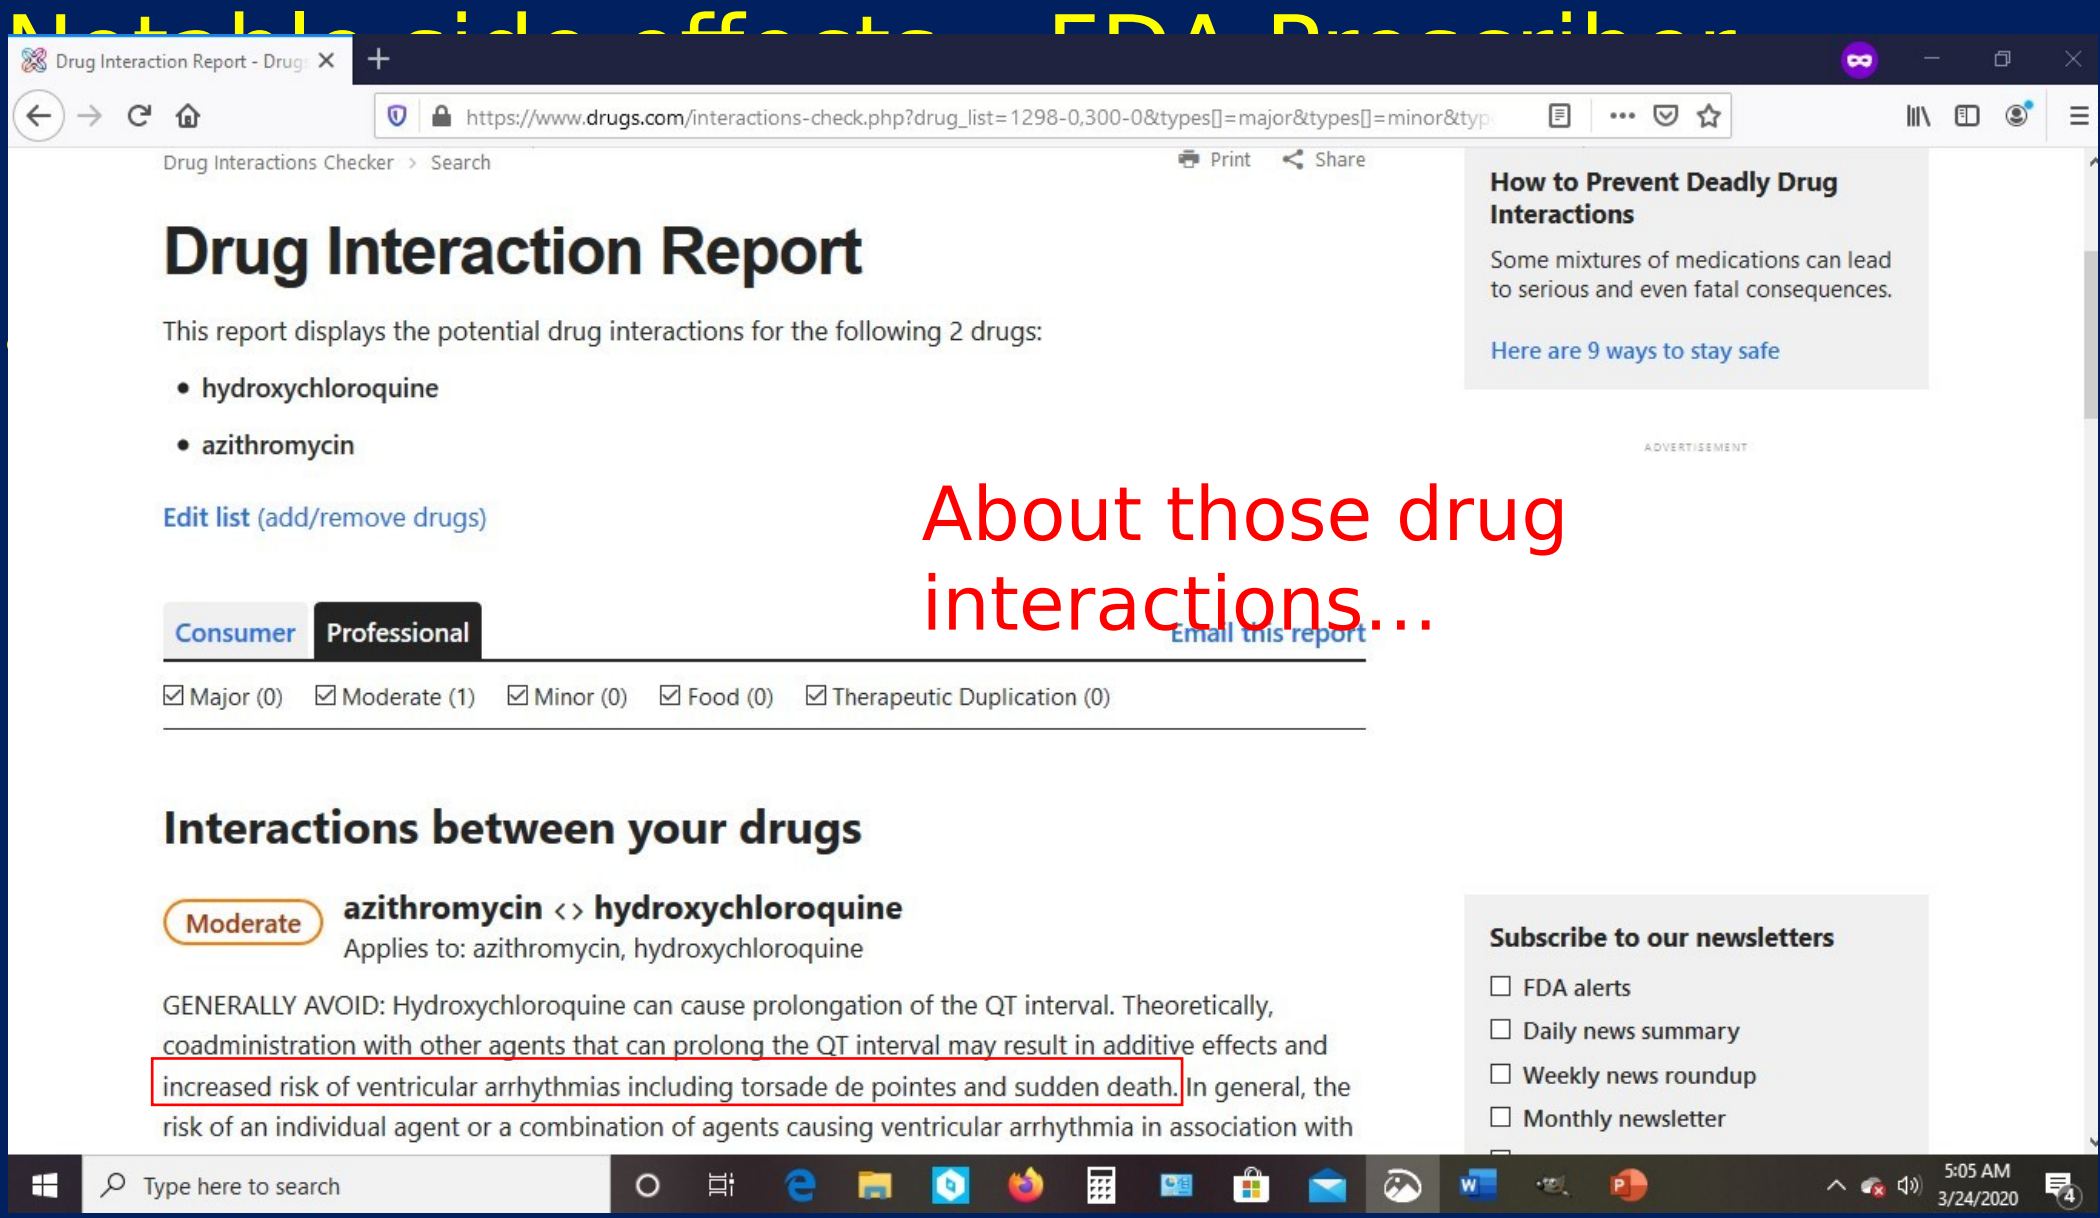 Notable side effects – FDA Prescriber
Drug Interaction Report - Drugs
https://www.drugs.com/interactions-check.php?drug_list=1298-0,300-0&types[]=major&types[]=minor&typ
Drug Interactions Checker > Search
Print
Share
Drug Interaction Report
This report displays the potential drug interactions for the following 2 drugs:
• hydroxychloroquine
• azithromycin
Edit list (add/remove drugs)
About those drug
interactions...
Consumer
Professional
Email this report
Major (0)
Moderate (1)
Minor (0)
Food (0)
Therapeutic Duplication (0)
Interactions between your drugs
Moderate
azithromycin <> hydroxychloroquine
Applies to: azithromycin, hydroxychloroquine
GENERALLY AVOID: Hydroxychloroquine can cause prolongation of the QT interval. Theoretically,
coadministration with other agents that can prolong the QT interval may result in additive effects and
increased risk of ventricular arrhythmias including torsade de pointes and sudden death. In general, the
risk of an individual agent or a combination of agents causing ventricular arrhythmia in association with
How to Prevent Deadly Drug
Interactions
Some mixtures of medications can lead
to serious and even fatal consequences.
Here are 9 ways to stay safe
ADVERTISEMENT
Subscribe to our newsletters
FDA alerts
Daily news summary
Weekly news roundup
Monthly newsletter
Type here to search
5:05 AM
3/24/2020
4